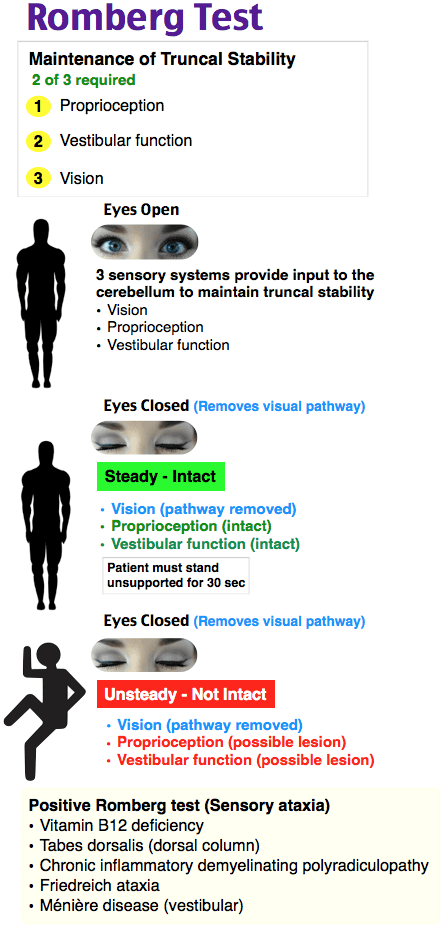 Romberg Test
Maintenance of Truncal Stability
2 of 3 required
1 Proprioception
2 Vestibular function
3 Vision
Eyes Open
3 sensory systems provide input to the
cerebellum to maintain truncal stability
• Vision
• Proprioception
• Vestibular function
Eyes Closed (Removes visual pathway)
Steady - Intact
• Vision (pathway removed)
• Proprioception (intact)
• Vestibular function (intact)
Patient must stand
unsupported for 30 sec
Eyes Closed (Removes visual pathway)
Unsteady - Not Intact
• Vision (pathway removed)
• Proprioception (possible lesion)
• Vestibular function (possible lesion)
Positive Romberg test (Sensory ataxia)
• Vitamin B12 deficiency
• Tabes dorsalis (dorsal column)
• Chronic inflammatory demyelinating polyradiculopathy
• Friedreich ataxia
• Ménière disease (vestibular)